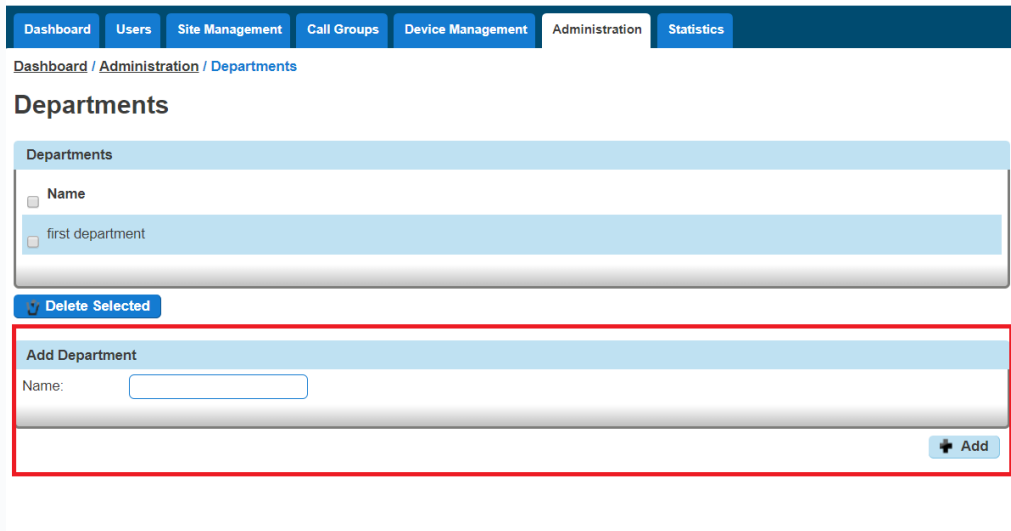 Dashboard Users Site Management Call Groups Device Management Administration Statistics
Dashboard / Administration / Departments
Departments
Departments
Name
first department
Delete Selected
Add Department
Name:
Add